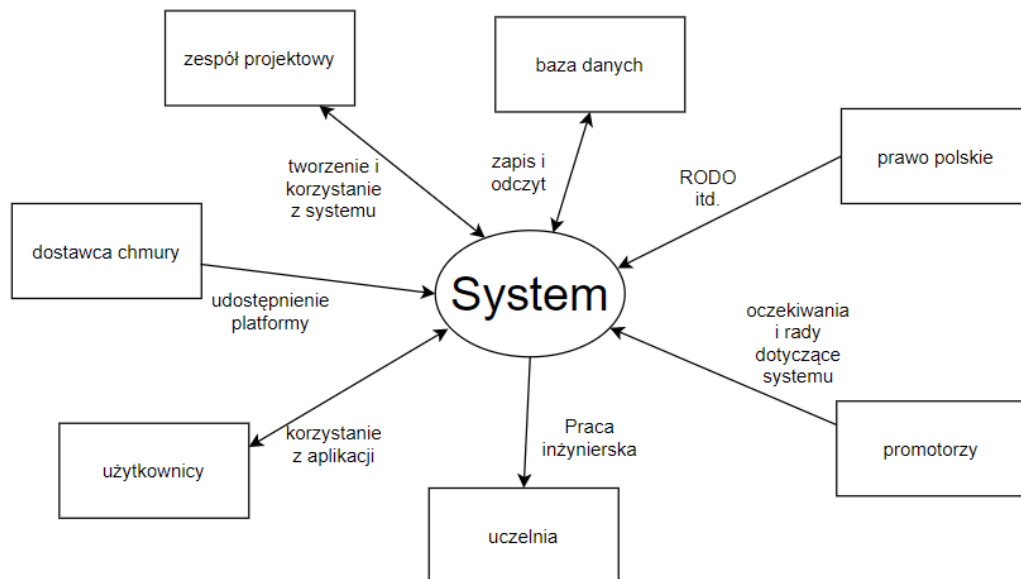 zespół projektowy
baza danych
prawo polskie
tworzenie i
korzystanie
z systemu
zapis i
odczyt
RODO
itd.
dostawca chmury
udostępnienie
platformy
System
oczekiwania
i rady
dotyczące
systemu
użytkownicy
korzystanie
z aplikacji
Praca
inżynierska
promotorzy
uczelnia